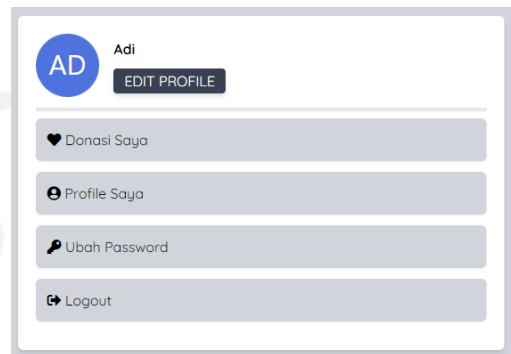 AD
Adi
EDIT PROFILE
Donasi Saya
Profile Saya
Ubah Password
Logout